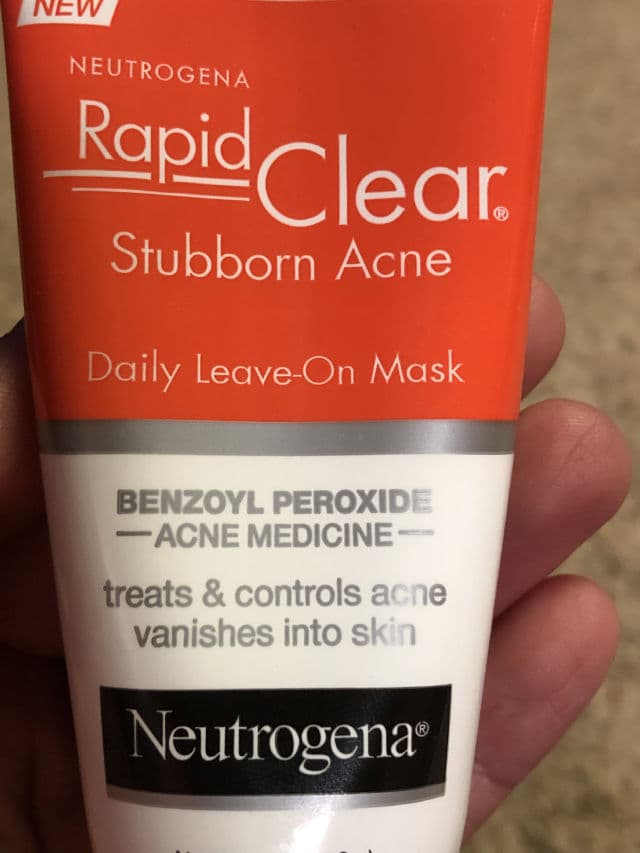 NEW
NEUTROGENA
Rapid
Clear®
Stubborn Acne
Daily Leave-On Mask
BENZOYL PEROXIDE
—ACNE MEDICINE—
treats & controls acne
vanishes into skin
Neutrogena®